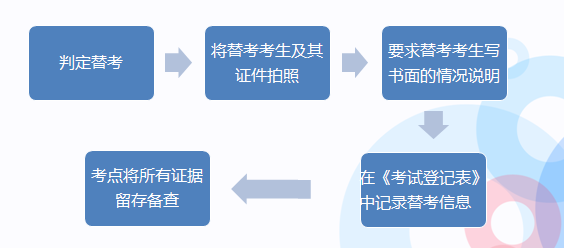 判定替考
将替考考生及其
证件拍照
要求替考考生写
书面的情况说明
在《考试登记表》
中记录替考信息
考点将所有证据
留存备查